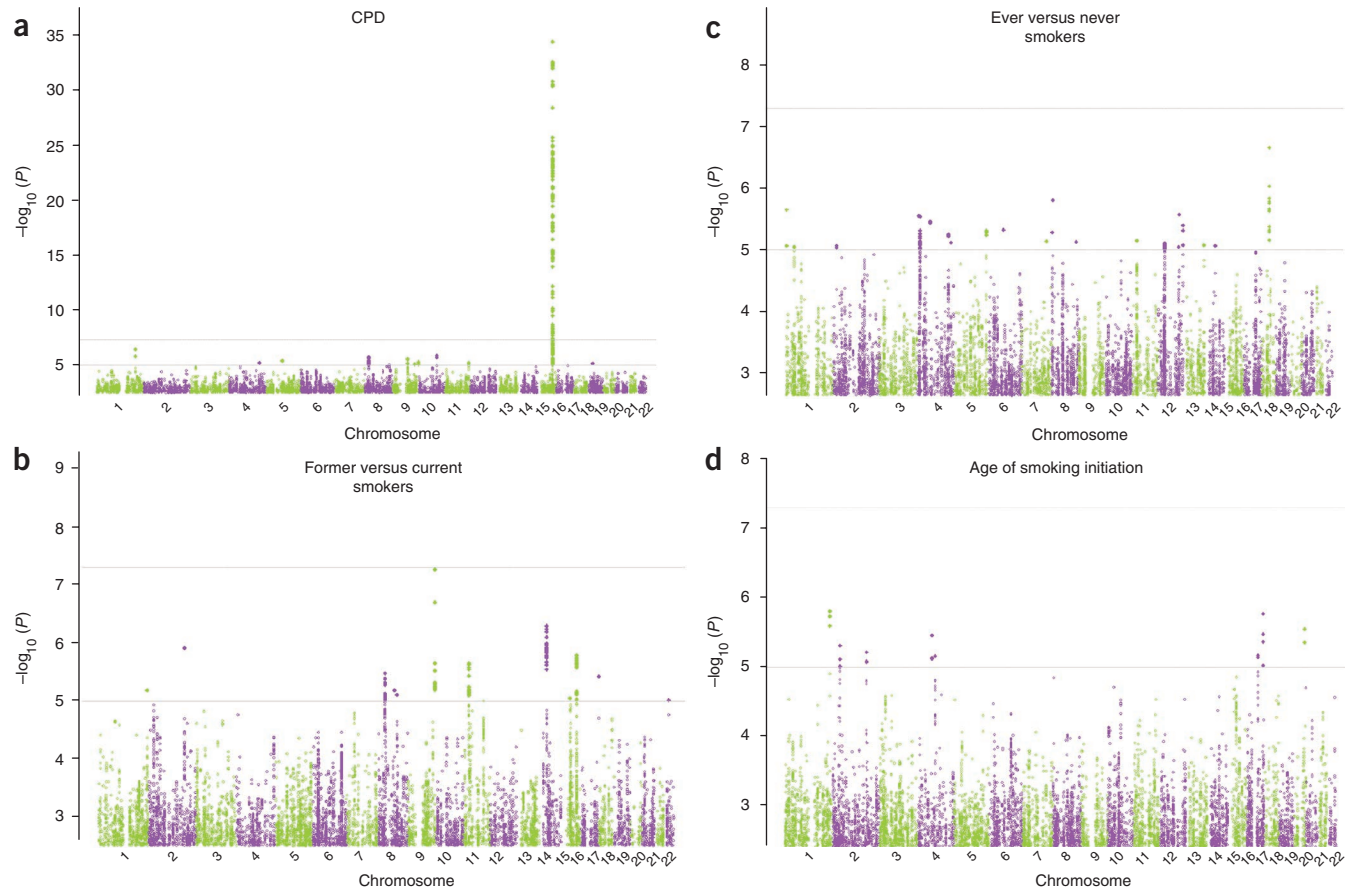 a
CPD
35
30
25
20
15
10
5
–log10 (P)
1 2 3 4 5 6 7 8 9 10 11 12 13 14 15 16 17 18 19 20 21 22
Chromosome
b
Former versus current
smokers
9
8
7
6
5
4
3
–log10 (P)
1 2 3 4 5 6 7 8 9 10 11 12 13 14 15 16 17 18 19 20 21 22
Chromosome
c
Ever versus never
smokers
8
7
6
5
4
3
–log10 (P)
1 2 3 4 5 6 7 8 9 10 11 12 13 14 15 16 17 18 19 20 21 22
Chromosome
d
Age of smoking initiation
8
7
6
5
4
3
–log10 (P)
1 2 3 4 5 6 7 8 9 10 11 12 13 14 15 16 17 18 19 20 21 22
Chromosome